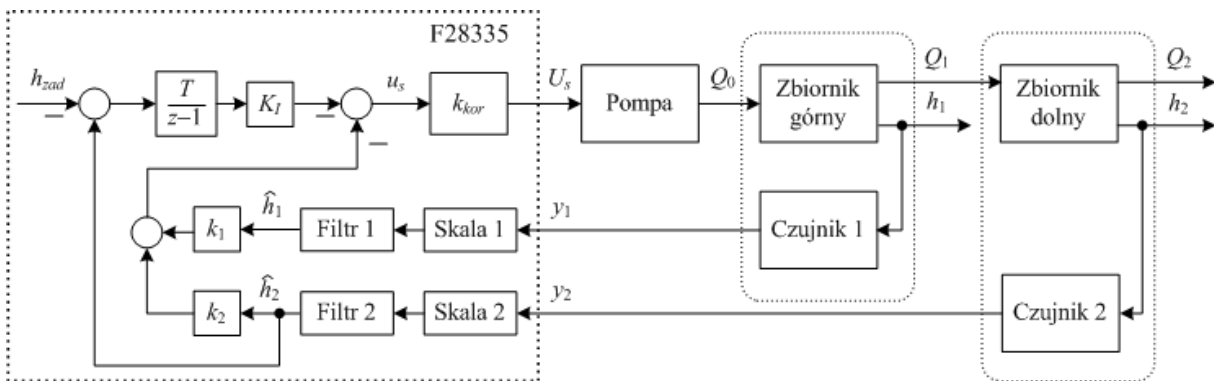 F28335
h_zad
−
T
z−1
K_I
−
u_s
−
k_kor
U_s
Pompa
Q_0
Zbiornik
górny
Q_1
h_1
Zbiornik
dolny
Q_2
h_2
k_1
ĥ_1
Filtr 1
Skala 1
y_1
Czujnik 1
k_2
ĥ_2
Filtr 2
Skala 2
y_2
Czujnik 2